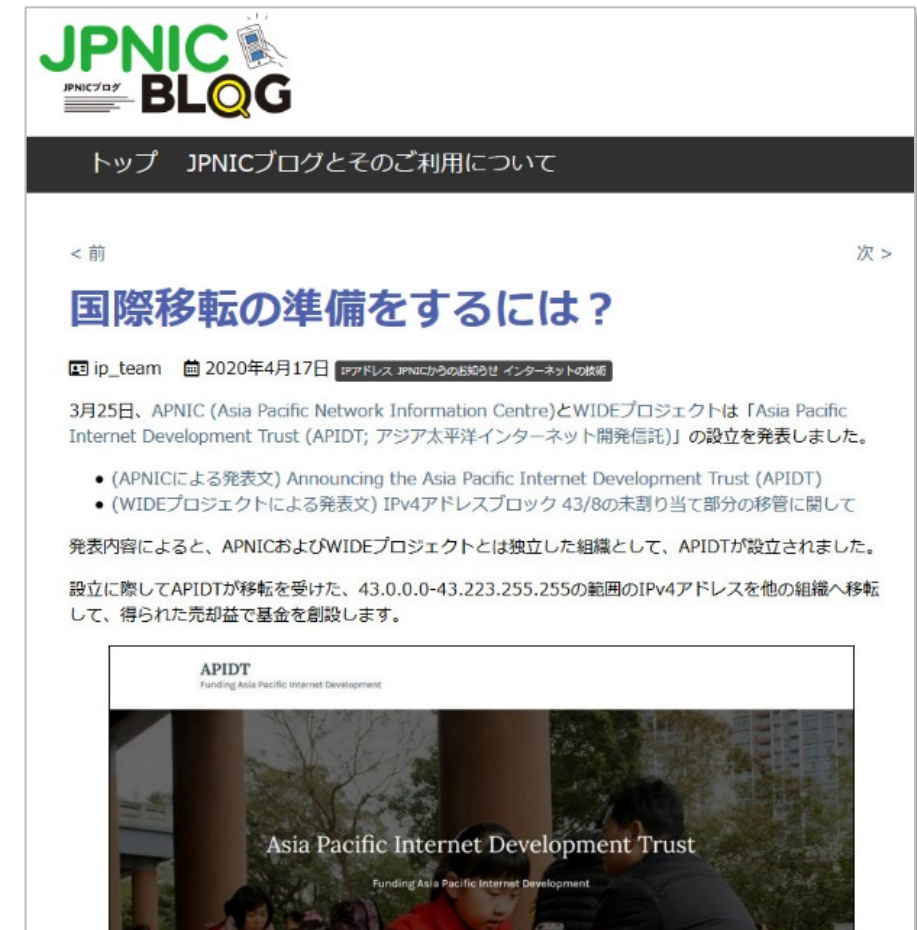 JPNIC
JPNICブログ
BLOG
トップ JPNICブログとそのご利用について
< 前
次 >
国際移転の準備をするには？
ip_team 2020年4月17日 IPアドレス JPNICからのお知らせ インターネットの技術
3月25日、APNIC (Asia Pacific Network Information Centre)とWIDEプロジェクトは「Asia Pacific
Internet Development Trust (APIDT; アジア太平洋インターネット開発信託)」の設立を発表しました。
• (APNICによる発表文) Announcing the Asia Pacific Internet Development Trust (APIDT)
• (WIDEプロジェクトによる発表文) IPv4アドレスブロック 43/8の未割り当て部分の移管に関して
発表内容によると、APNICおよびWIDEプロジェクトとは独立した組織として、APIDTが設立されました。
設立に際してAPIDTが移転を受けた、43.0.0.0-43.223.255.255の範囲のIPv4アドレスを他の組織へ移転
して、得られた売却益で基金を創設します。
APIDT
Funding Asia Pacific Internet Development
Asia Pacific Internet Development Trust
Funding Asia Pacific Internet Development